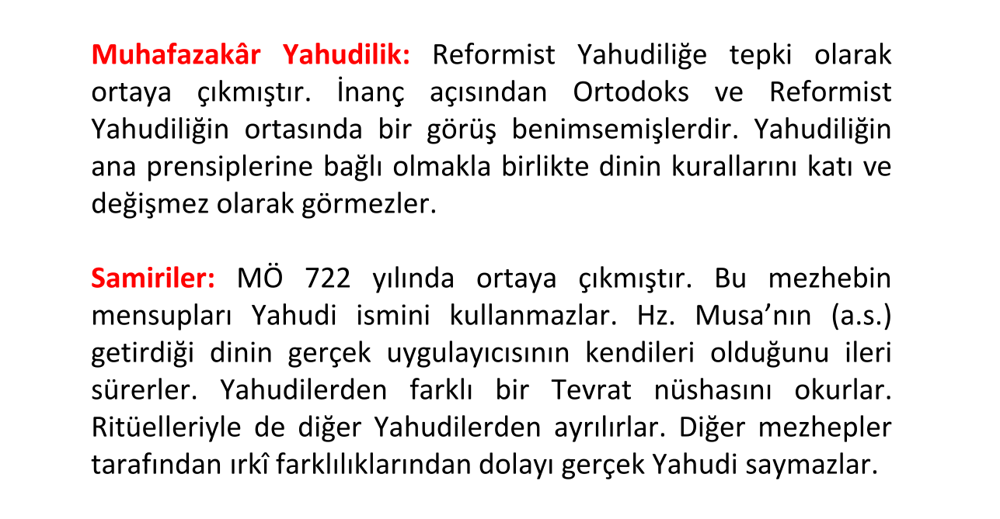 Muhafazakâr Yahudilik: Reformist Yahudiliğe tepki olarak
ortaya çıkmıştır. İnanç açısından Ortodoks ve Reformist
Yahudiliğin ortasında bir görüş benimsemişlerdir. Yahudiliğin
ana prensiplerine bağlı olmakla birlikte dinin kurallarını katı ve
değişmez olarak görmezler.
Samiriler: MÖ 722 yılında ortaya çıkmıştır. Bu mezhebin
mensupları Yahudi ismini kullanmazlar. Hz. Musa’nın (a.s.)
getirdiği dinin gerçek uygulayıcısının kendileri olduğunu ileri
sürerler. Yahudilerden farklı bir Tevrat nüshasını okurlar.
Ritüelleriyle de diğer Yahudilerden ayrılırlar. Diğer mezhepler
tarafından ırkî farklılıklarından dolayı gerçek Yahudi saymazlar.